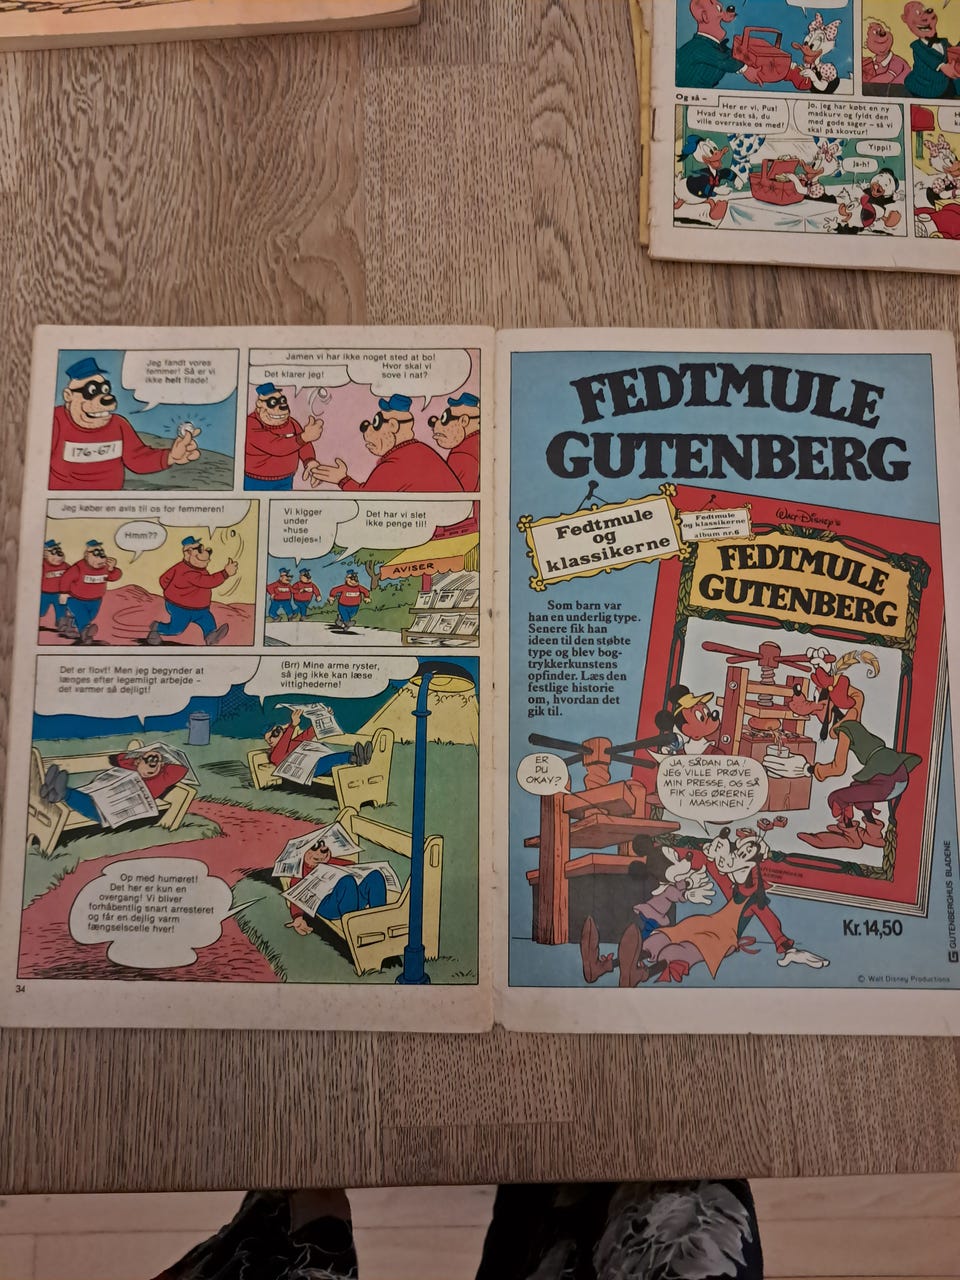 Og så –
Her er vi, Pus!
Hvad var det så, du
ville overraske os med?
Jo, jeg har købt en ny
madkurv og fyldt den
med gode sager – så vi
skal på skovtur!
Yippi!
Ja-h!
Jeg fandt vores
femmer! Så er vi
ikke helt flade!
176-671
Jamen vi har ikke noget sted at bo!
Hvor skal vi
sove i nat?
Det klarer jeg!
Jeg køber en avis til os for femmeren!
Hmm??
Vi kigger
under
»huse
udlejes«!
Det har vi slet
ikke penge til!
AVISER
Det er flovt! Men jeg begynder at
længes efter legemligt arbejde –
det varmer så dejligt!
(Brr) Mine arme ryster,
så jeg ikke kan læse
vittighederne!
Op med humøret!
Det her er kun en
overgang! Vi bliver
forhåbentlig snart arresteret
og får en dejlig varm
fængselscelle hver!
34
FEDTMULE
GUTENBERG
Fedtmule
og
klassikerne
Fedtmule
og klassikerne
album nr. 6
Walt Disney's
FEDTMULE
GUTENBERG
Som barn var
han en underlig type.
Senere fik han
ideen til den støbte
type og blev bog-
trykkerkunstens
opfinder. Læs den
festlige historie
om, hvordan det
gik til.
ER
DU
OKAY?
JA, SÅDAN DA!
JEG VILLE PRØVE
MIN PRESSE, OG SÅ
FIK JEG ØRERNE
I MASKINEN!
Kr. 14,50
GUTENBERGHUS BLADENE
© Walt Disney Productions